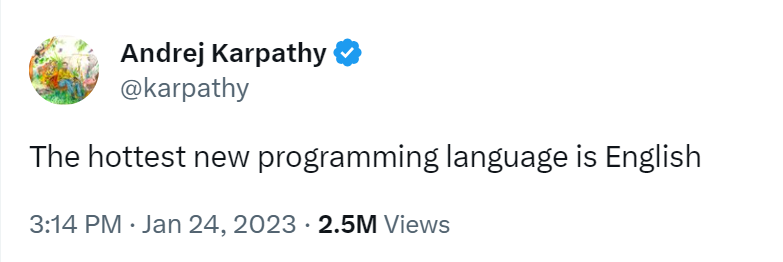 Andrej Karpathy
@karpathy
The hottest new programming language is English
3:14 PM · Jan 24, 2023 · 2.5M Views